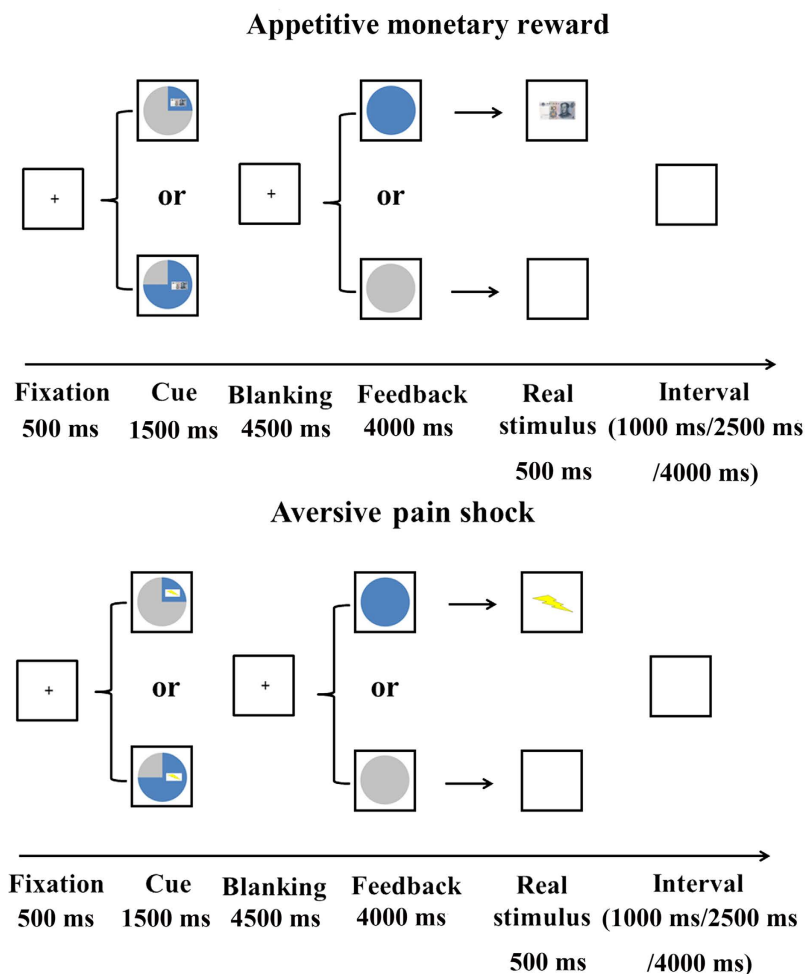 Appetitive monetary reward
+
or
+
or
Fixation
500 ms
Cue
1500 ms
Blanking
4500 ms
Feedback
4000 ms
Real
stimulus
500 ms
Interval
(1000 ms/2500 ms
/4000 ms)
Aversive pain shock
+
or
+
or
Fixation
500 ms
Cue
1500 ms
Blanking
4500 ms
Feedback
4000 ms
Real
stimulus
500 ms
Interval
(1000 ms/2500 ms
/4000 ms)